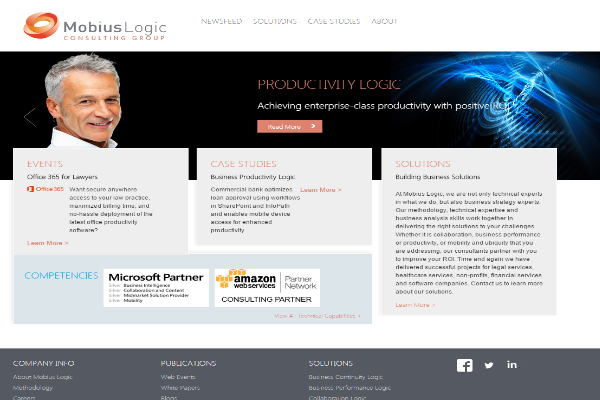 MobiusLogic
CONSULTING GROUP
NEWSFEED SOLUTIONS CASE STUDIES ABOUT
PRODUCTIVITY LOGIC
Achieving enterprise-class productivity with positive ROI
Read More >
EVENTS
Office 365 for Lawyers
Office 365
Want secure anywhere
access to your law practice,
maximized billing time, and
no-hassle deployment of the
latest office productivity
software?
Learn More >
CASE STUDIES
Business Productivity Logic
Commercial bank optimizes
loan approval using workflows
in SharePoint and InfoPath
and enables mobile device
access for enhanced
productivity
Learn More >
SOLUTIONS
Building Business Solutions
At Mobius Logic, we are not only technical experts
in what we do, but also business strategy experts.
Our methodology, technical expertise and
business analysis skills work together in
delivering the right solutions to your challenges.
Whether it is collaboration, business performance
or productivity, or mobility and ubiquity that you
are addressing, our consultants partner with you
to improve your ROI. Time and again we have
delivered successful projects for legal services,
healthcare services, non-profits, financial services
and software companies. Contact us to learn more
about our solutions.
Learn More >
COMPETENCIES
Microsoft Partner
Silver Business Intelligence
Silver Collaboration and Content
Silver Midmarket Solution Provider
Silver Mobility
amazon
web services
Partner
Network
CONSULTING PARTNER
View All Technical Capabilities >
COMPANY INFO
About Mobius Logic
Methodology
Careers
PUBLICATIONS
Web Events
White Papers
Blogs
SOLUTIONS
Business Continuity Logic
Business Performance Logic
Collaboration Logic